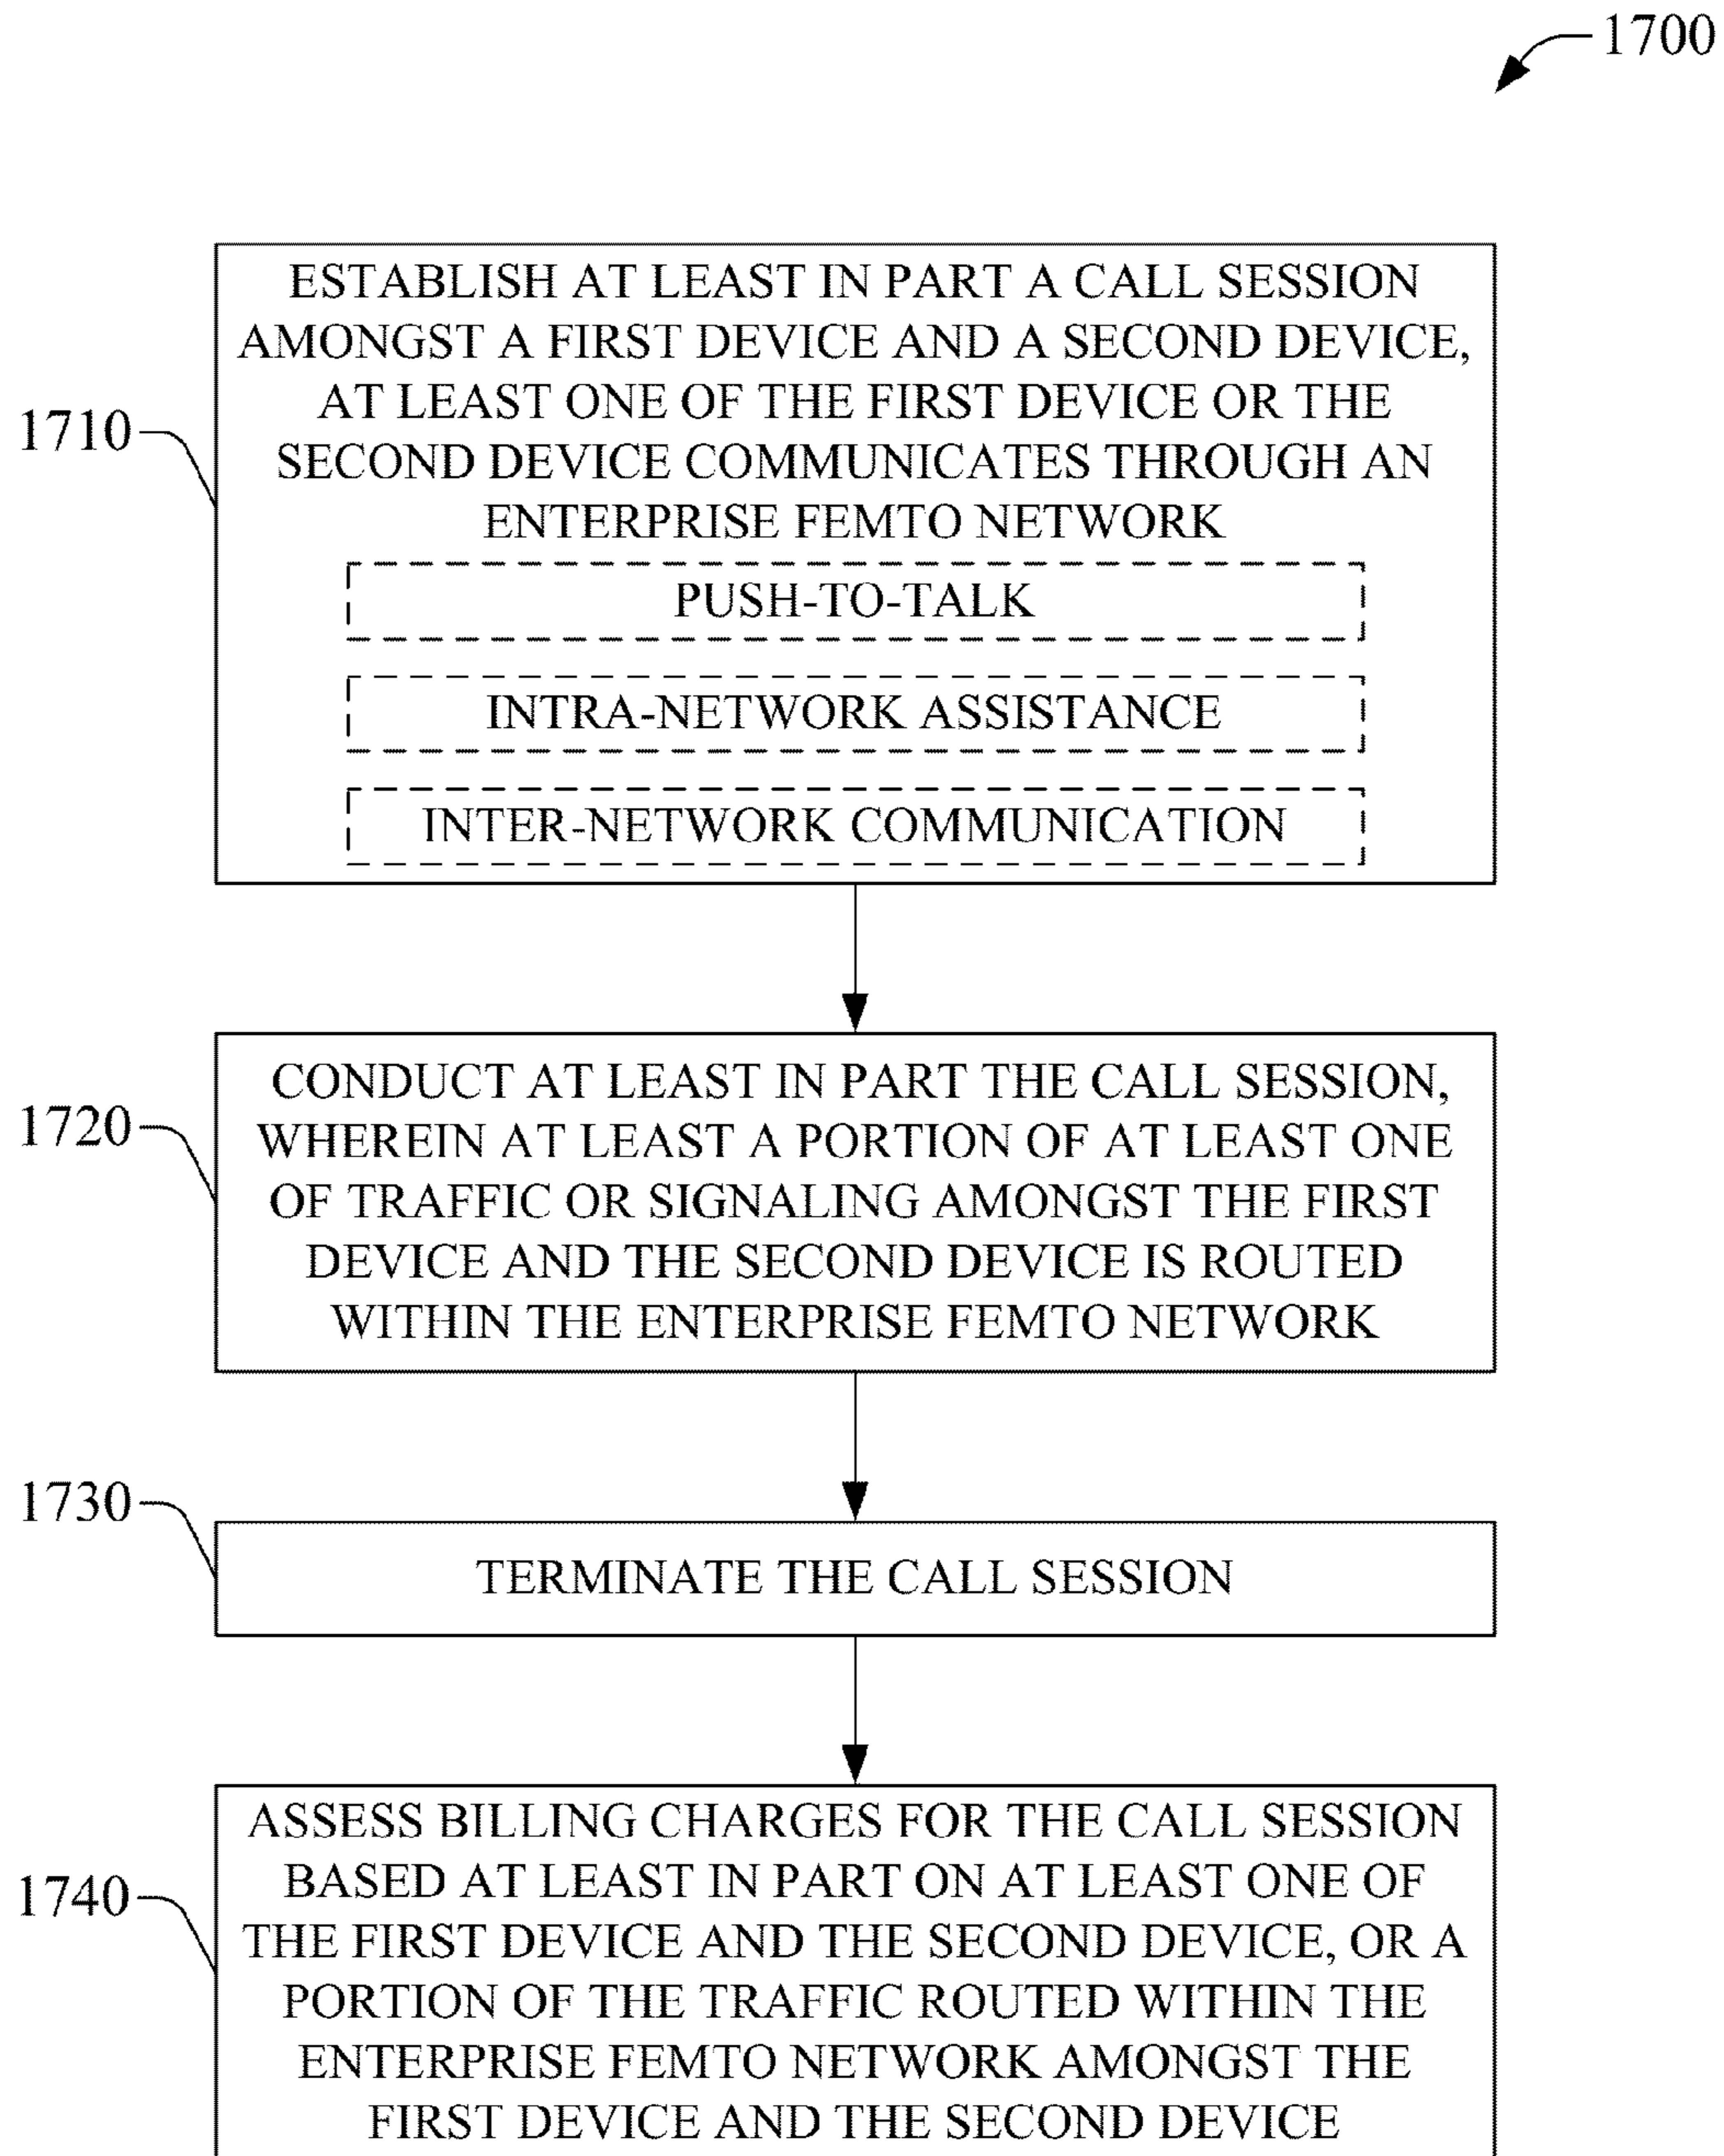 1700
1710
ESTABLISH AT LEAST IN PART A CALL SESSION
AMONGST A FIRST DEVICE AND A SECOND DEVICE,
AT LEAST ONE OF THE FIRST DEVICE OR THE
SECOND DEVICE COMMUNICATES THROUGH AN
ENTERPRISE FEMTO NETWORK
PUSH-TO-TALK
INTRA-NETWORK ASSISTANCE
INTER-NETWORK COMMUNICATION
1720
CONDUCT AT LEAST IN PART THE CALL SESSION,
WHEREIN AT LEAST A PORTION OF AT LEAST ONE
OF TRAFFIC OR SIGNALING AMONGST THE FIRST
DEVICE AND THE SECOND DEVICE IS ROUTED
WITHIN THE ENTERPRISE FEMTO NETWORK
1730
TERMINATE THE CALL SESSION
1740
ASSESS BILLING CHARGES FOR THE CALL SESSION
BASED AT LEAST IN PART ON AT LEAST ONE OF
THE FIRST DEVICE AND THE SECOND DEVICE, OR A
PORTION OF THE TRAFFIC ROUTED WITHIN THE
ENTERPRISE FEMTO NETWORK AMONGST THE
FIRST DEVICE AND THE SECOND DEVICE